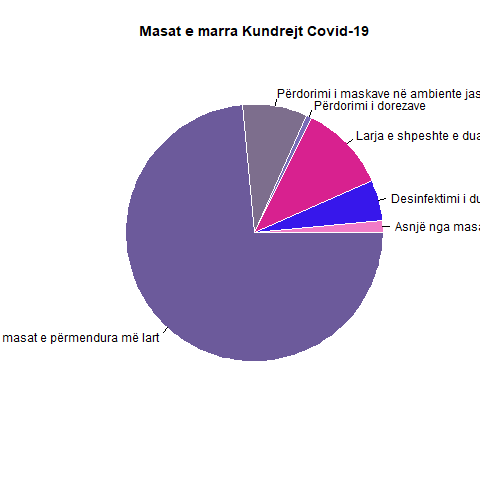 Masat e marra Kundrejt Covid-19
Përdorimi i maskave në ambiente jas
Përdorimi i dorezave
Larja e shpeshte e dua
Desinfektimi i du
Asnjë nga masa
masat e përmendura më lart